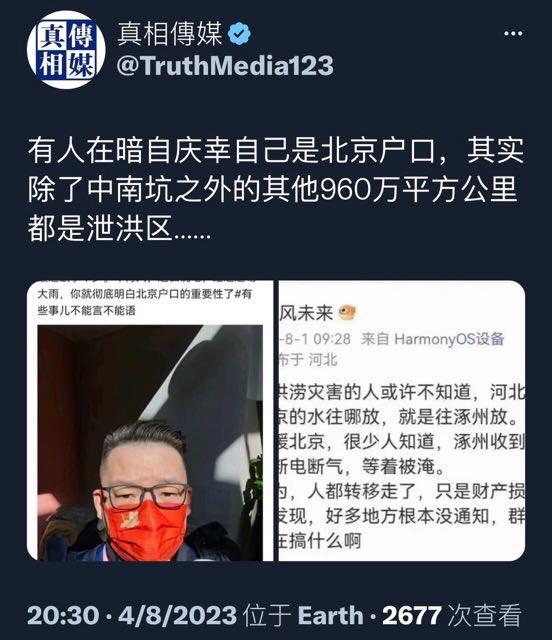 真傳
相媒
真相傳媒
@TruthMedia123
有人在暗自庆幸自己是北京户口，其实
除了中南坑之外的其他960万平方公里
都是泄洪区......
大雨，你就彻底明白北京户口的重要性了#有
些事儿不能言不能语
风未来
-8-1 09:28 来自 HarmonyOS设备
布于 河北
洪涝灾害的人或许不知道，河北
京的水往哪放，就是往涿州放。
爰北京，很少人知道，涿州收到
断电断气，等着被淹。
为，人都转移走了，只是财产损
发现，好多地方根本没通知，群
在搞什么啊
20:30 · 4/8/2023 位于 Earth · 2677 次查看